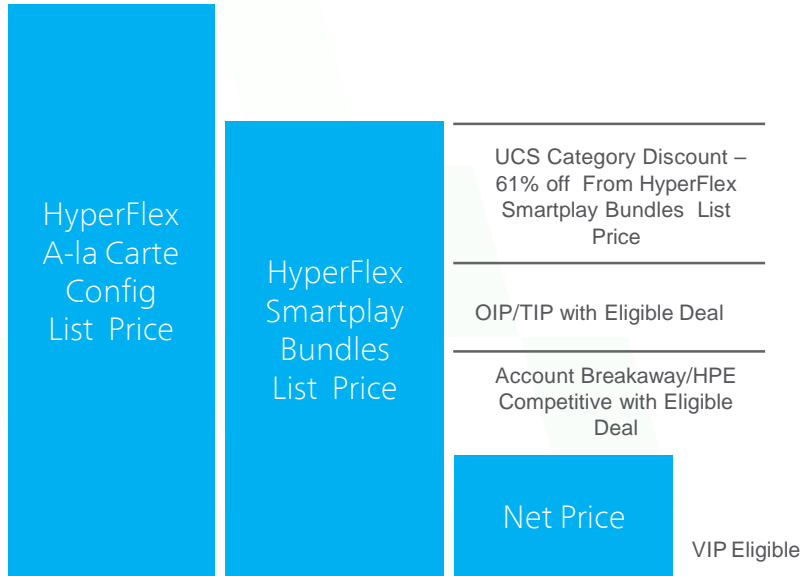 HyperFlex
A-la Carte
Config
List Price
HyperFlex
Smartplay
Bundles
List Price
UCS Category Discount –
61% off From HyperFlex
Smartplay Bundles List
Price
OIP/TIP with Eligible Deal
Account Breakaway/HPE
Competitive with Eligible
Deal
Net Price
VIP Eligible